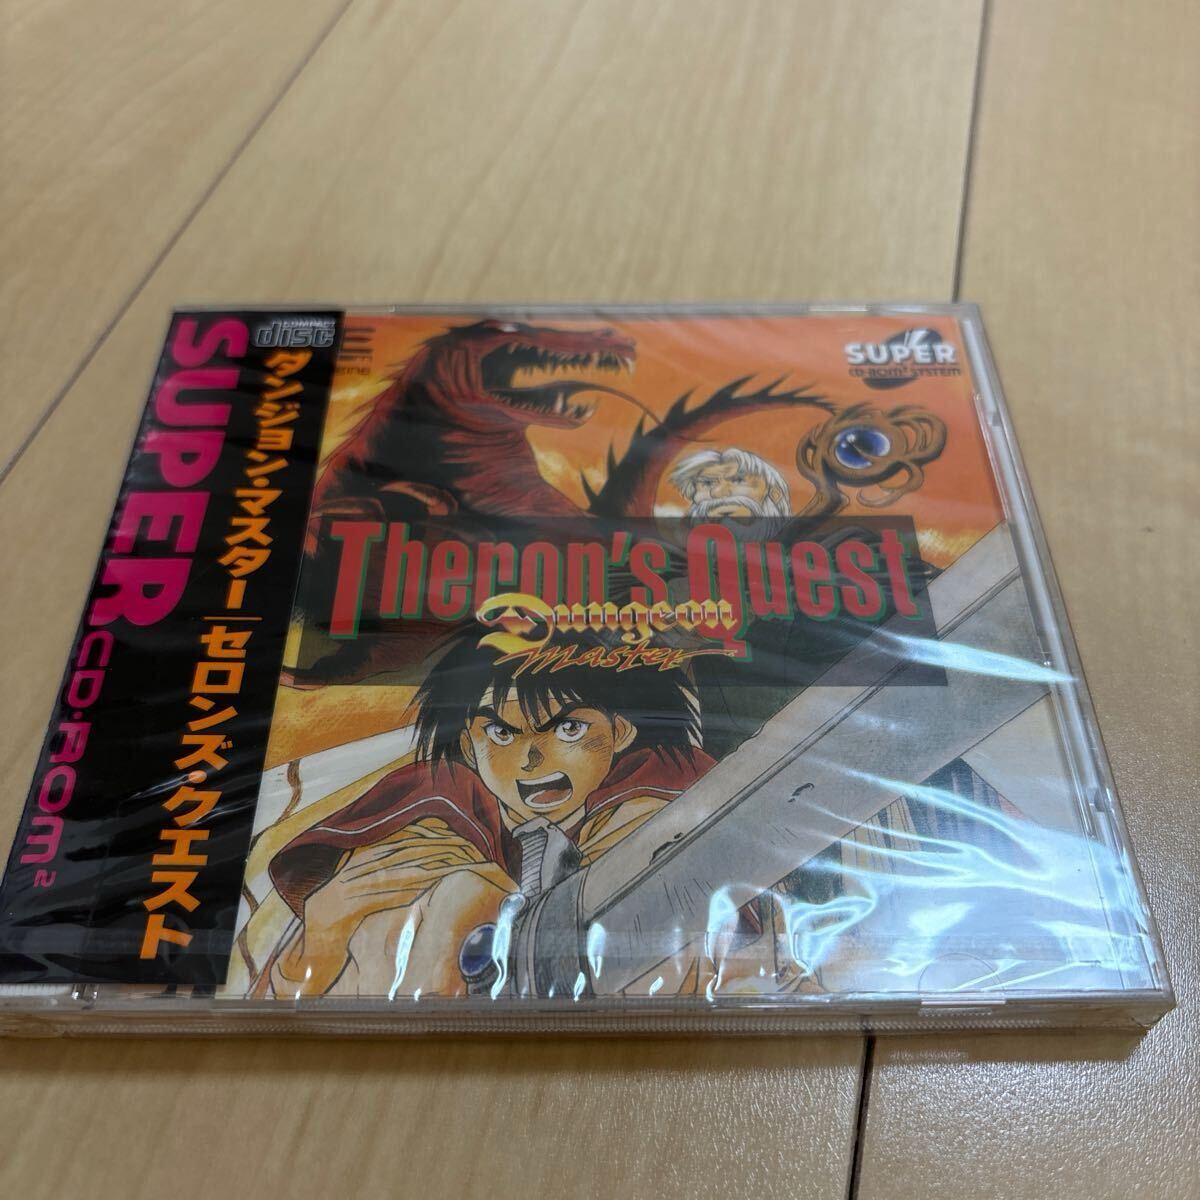 COMPACT
disc
SUPER CD-ROM²
ダンジョン・マスター｜セロンズ・クエスト
SUPER
CD-ROM² SYSTEM
Theron's Quest
Dungeon
Master